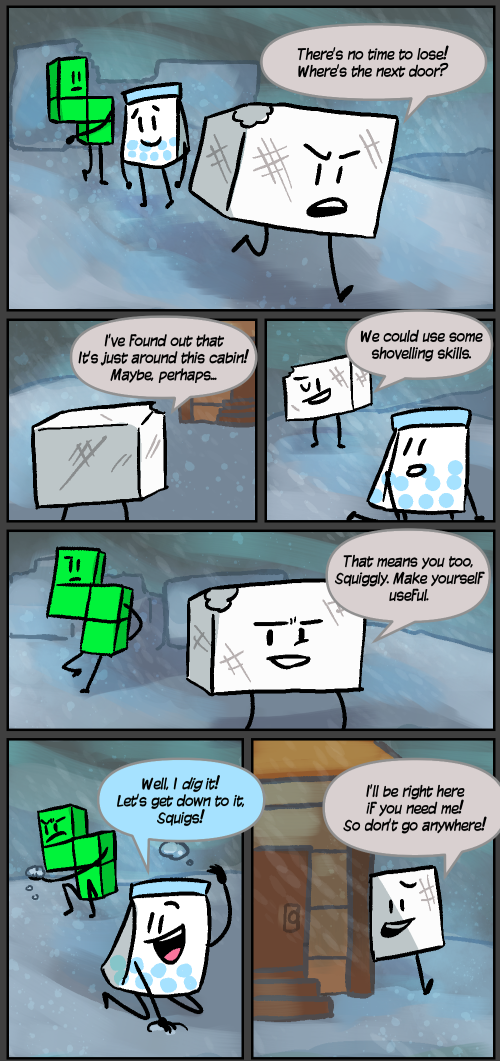 There's no time to lose!
Where's the next door?
I've found out that
It's just around this cabin!
Maybe, perhaps...
We could use some
shovelling skills.
That means you too,
Squiggly. Make yourself
useful.
Well, I dig it!
Let's get down to it,
Squigs!
I'll be right here
if you need me!
So don't go anywhere!